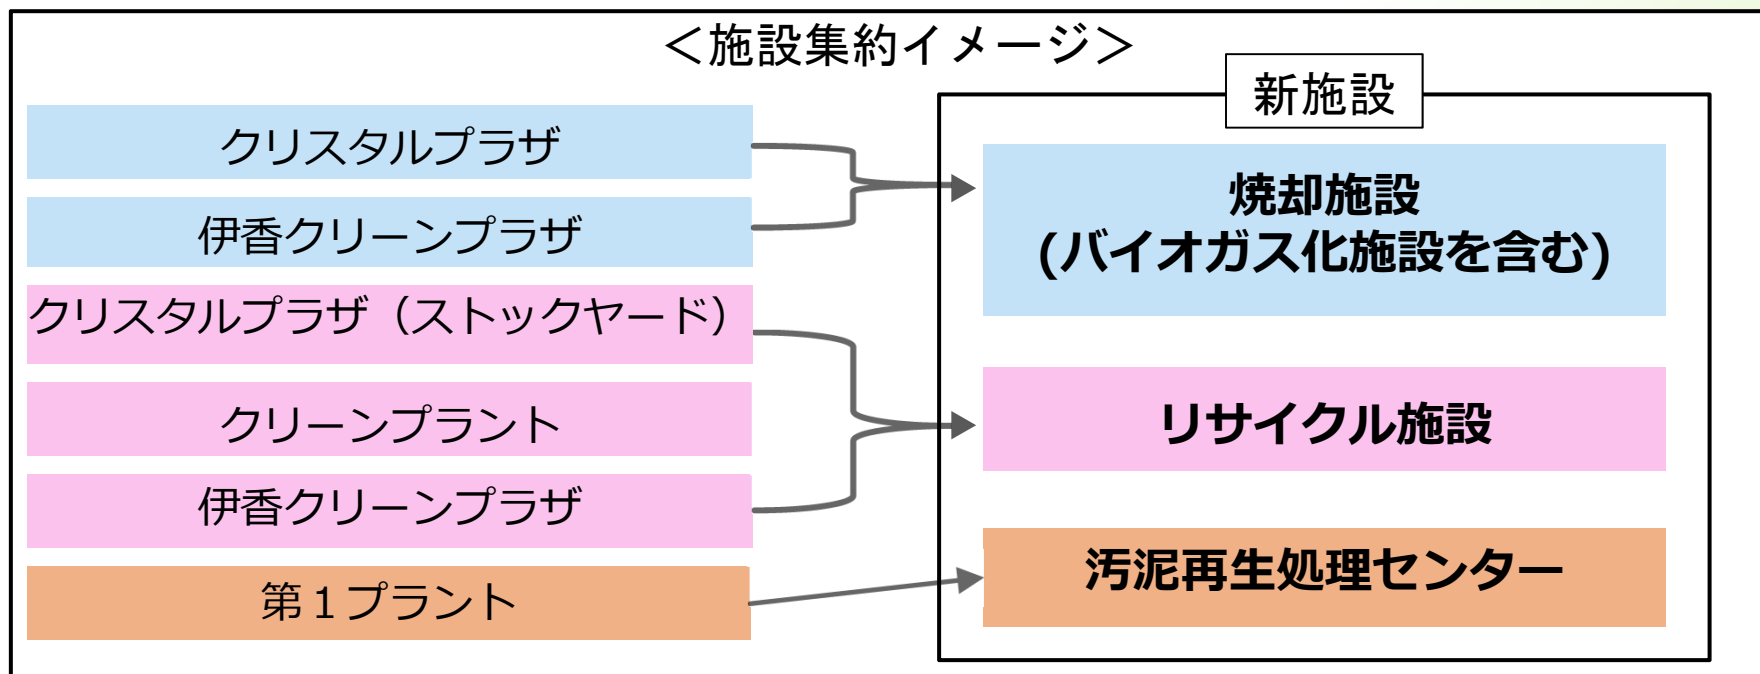 ＜施設集約イメージ＞
新施設
クリスタルプラザ
伊香クリーンプラザ
クリスタルプラザ（ストックヤード）
クリーンプラント
伊香クリーンプラザ
第１プラント
焼却施設
(バイオガス化施設を含む)
リサイクル施設
汚泥再生処理センター